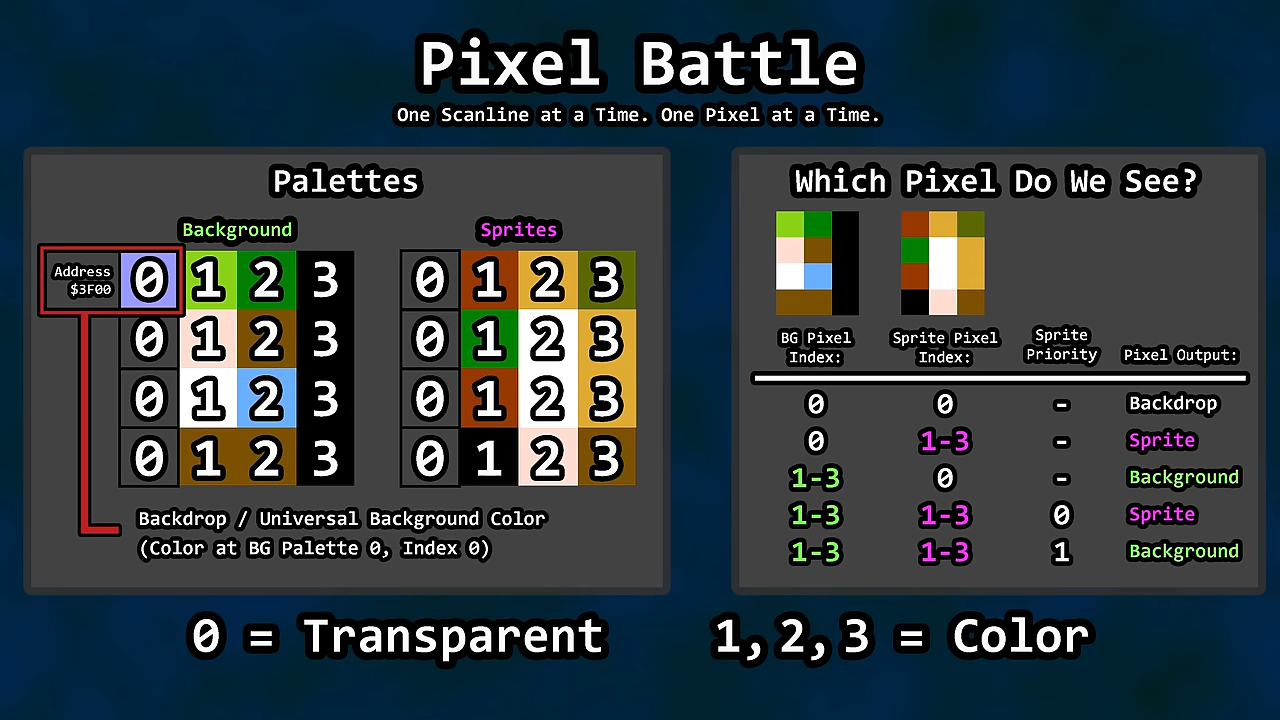 Pixel Battle
One Scanline at a Time. One Pixel at a Time.
Palettes
Background Sprites
Address
$3F00
0 1 2 3 0 1 2 3
0 1 2 3 0 1 2 3
0 1 2 3 0 1 2 3
0 1 2 3 0 1 2 3
Backdrop / Universal Background Color
(Color at BG Palette 0, Index 0)
Which Pixel Do We See?
BG Pixel Index: Sprite Pixel Index: Sprite Priority Pixel Output:
0 0 - Backdrop
0 1-3 - Sprite
1-3 0 - Background
1-3 1-3 0 Sprite
1-3 1-3 1 Background
0 = Transparent 1,2,3 = Color